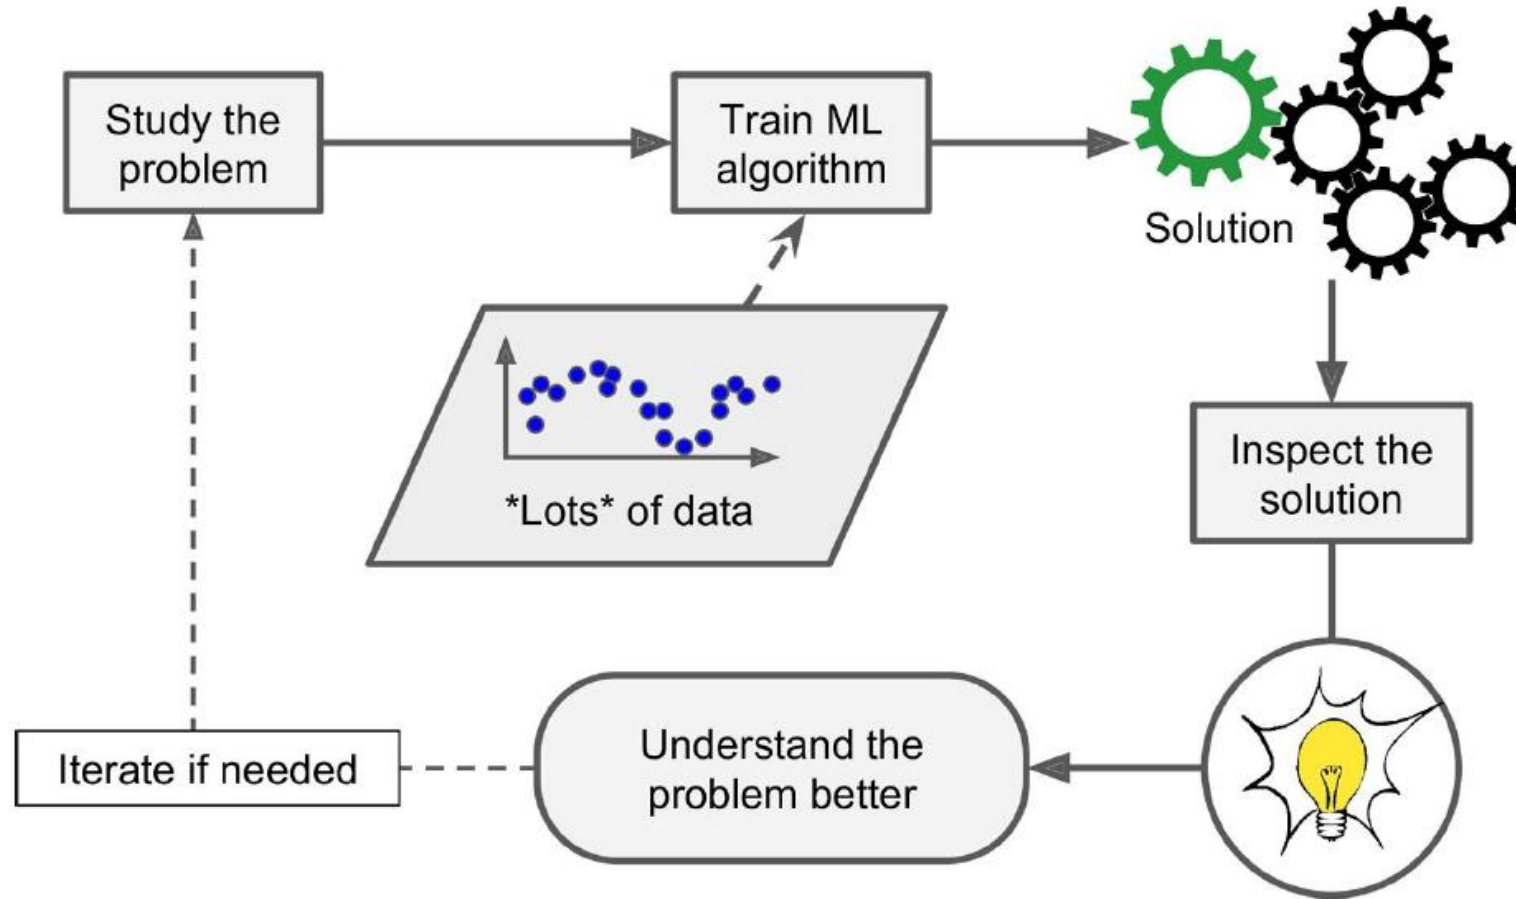 Study the
problem
Train ML
algorithm
Solution
*Lots* of data
Inspect the
solution
Understand the
problem better
Iterate if needed